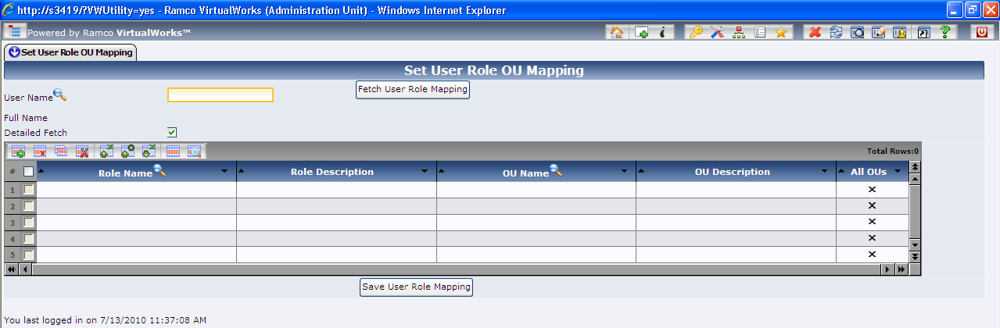 http://s3419/?VWUtility=yes - Ramco VirtualWorks (Administration Unit) - Windows Internet Explorer
Powered by Ramco VirtualWorks™
Set User Role OU Mapping
Set User Role OU Mapping
User Name Fetch User Role Mapping
Full Name
Detailed Fetch
Total Rows:0
# Role Name Role Description OU Name OU Description All OUs
1
2
3
4
5
Save User Role Mapping
You last logged in on 7/13/2010 11:37:08 AM